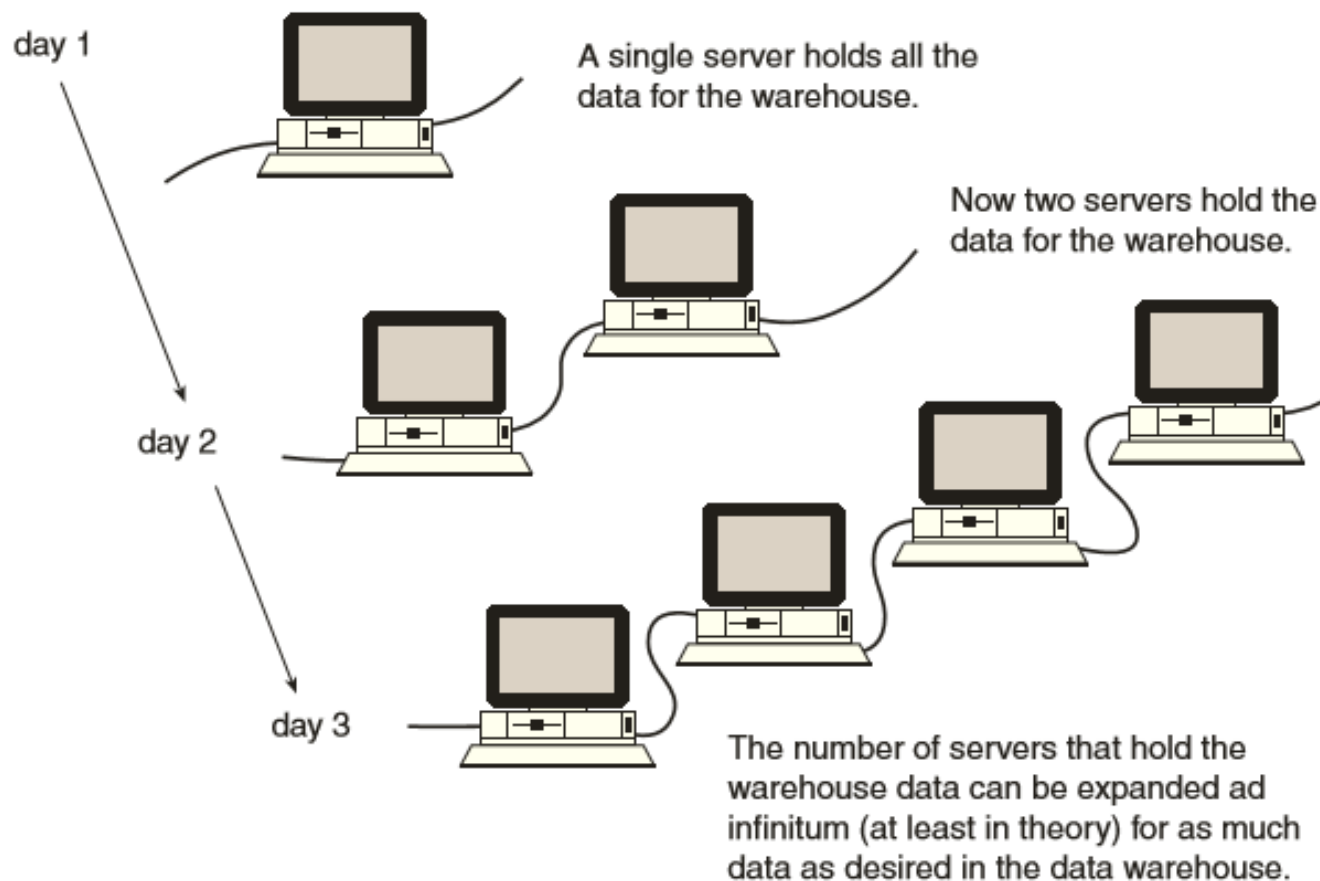 day 1
A single server holds all the
data for the warehouse.
Now two servers hold the
data for the warehouse.
day 2
day 3
The number of servers that hold the
warehouse data can be expanded ad
infinitum (at least in theory) for as much
data as desired in the data warehouse.